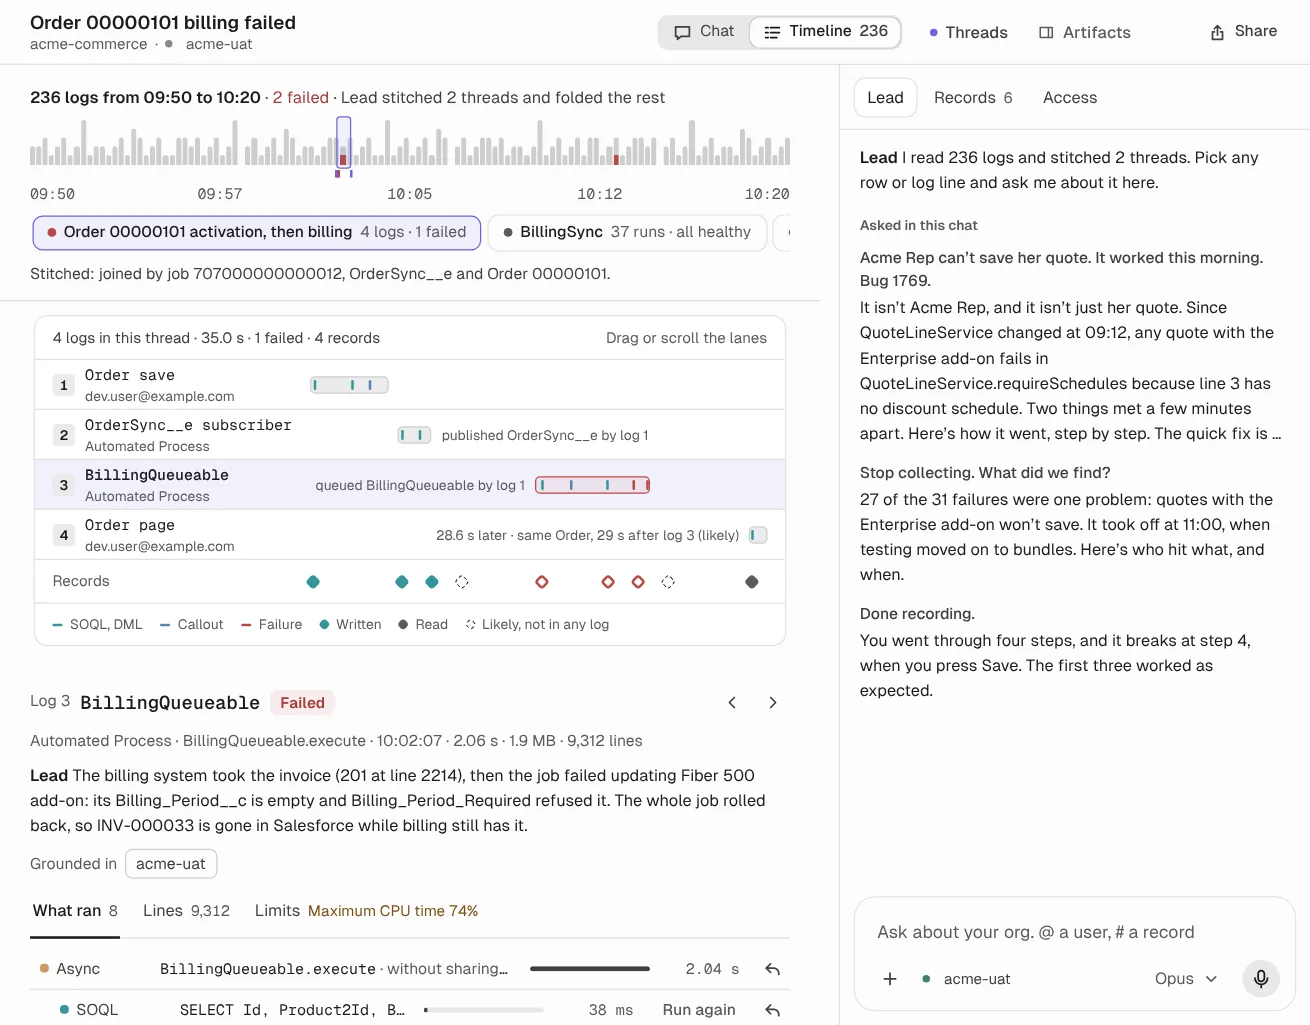 Order 00000101 billing failed
acme-commerce · acme-uat
Chat
Timeline 236
Threads
Artifacts
Share
236 logs from 09:50 to 10:20 · 2 failed · Lead stitched 2 threads and folded the rest
09:50 09:57 10:05 10:12 10:20
Order 00000101 activation, then billing 4 logs · 1 failed
BillingSync 37 runs · all healthy
Stitched: joined by job 707000000000012, OrderSync__e and Order 00000101.
4 logs in this thread · 35.0 s · 1 failed · 4 records
Drag or scroll the lanes
1 Order save
dev.user@example.com
2 OrderSync__e subscriber
Automated Process
published OrderSync__e by log 1
3 BillingQueueable
Automated Process
queued BillingQueueable by log 1
4 Order page
dev.user@example.com
28.6 s later · same Order, 29 s after log 3 (likely)
Records
SOQL, DML Callout Failure Written Read Likely, not in any log
Log 3 BillingQueueable Failed
Automated Process · BillingQueueable.execute · 10:02:07 · 2.06 s · 1.9 MB · 9,312 lines
Lead The billing system took the invoice (201 at line 2214), then the job failed updating Fiber 500
add-on: its Billing_Period__c is empty and Billing_Period_Required refused it. The whole job rolled
back, so INV-000033 is gone in Salesforce while billing still has it.
Grounded in acme-uat
What ran 8 Lines 9,312 Limits Maximum CPU time 74%
Async BillingQueueable.execute · without sharing… 2.04 s
SOQL SELECT Id, Product2Id, B… 38 ms Run again
Lead Records 6 Access
Lead I read 236 logs and stitched 2 threads. Pick any
row or log line and ask me about it here.
Asked in this chat
Acme Rep can’t save her quote. It worked this morning.
Bug 1769.
It isn’t Acme Rep, and it isn’t just her quote. Since
QuoteLineService changed at 09:12, any quote with the
Enterprise add-on fails in
QuoteLineService.requireSchedules because line 3 has
no discount schedule. Two things met a few minutes
apart. Here’s how it went, step by step. The quick fix is …
Stop collecting. What did we find?
27 of the 31 failures were one problem: quotes with the
Enterprise add-on won’t save. It took off at 11:00, when
testing moved on to bundles. Here’s who hit what, and
when.
Done recording.
You went through four steps, and it breaks at step 4,
when you press Save. The first three worked as
expected.
Ask about your org. @ a user, # a record
acme-uat
Opus